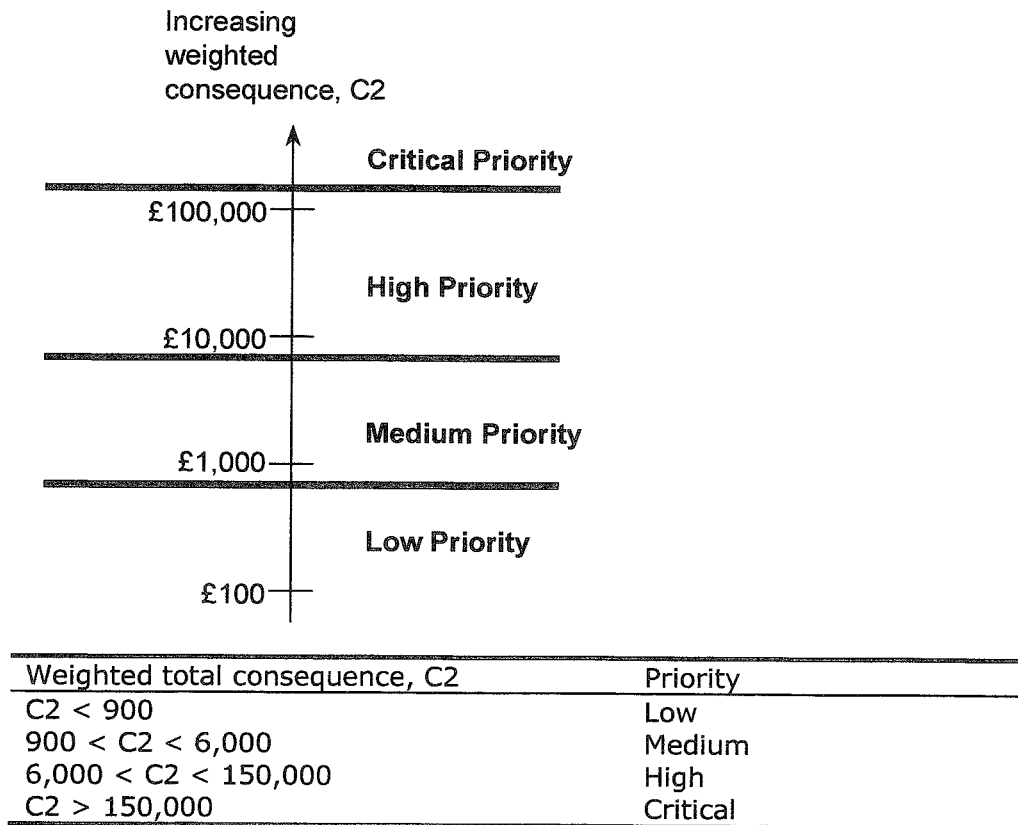 Increasing
weighted
consequence, C2
Critical Priority
£100,000
High Priority
£10,000
Medium Priority
£1,000
Low Priority
£100
Weighted total consequence, C2 Priority
C2 < 900 Low
900 < C2 < 6,000 Medium
6,000 < C2 < 150,000 High
C2 > 150,000 Critical